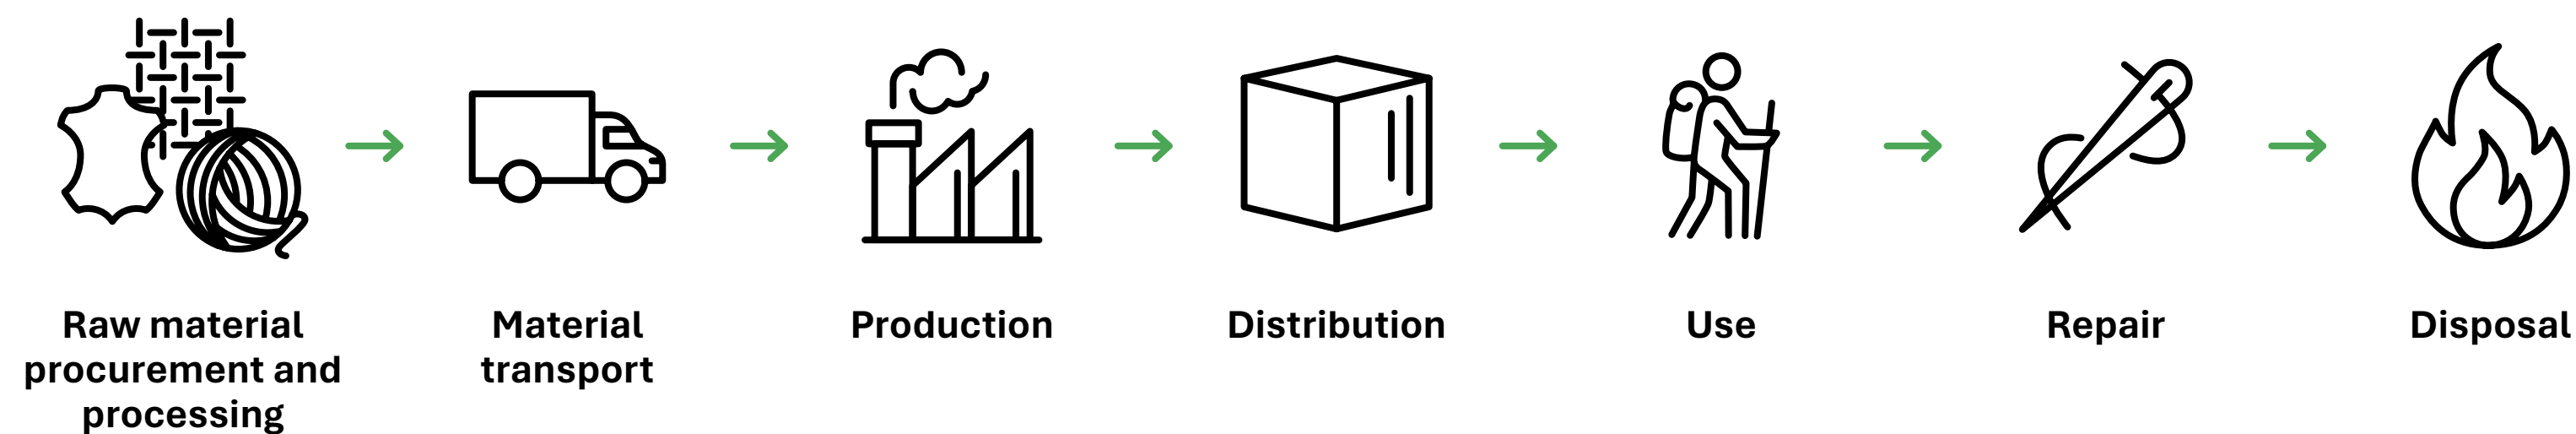 Raw material
procurement and
processing
Material
transport
Production
Distribution
Use
Repair
Disposal